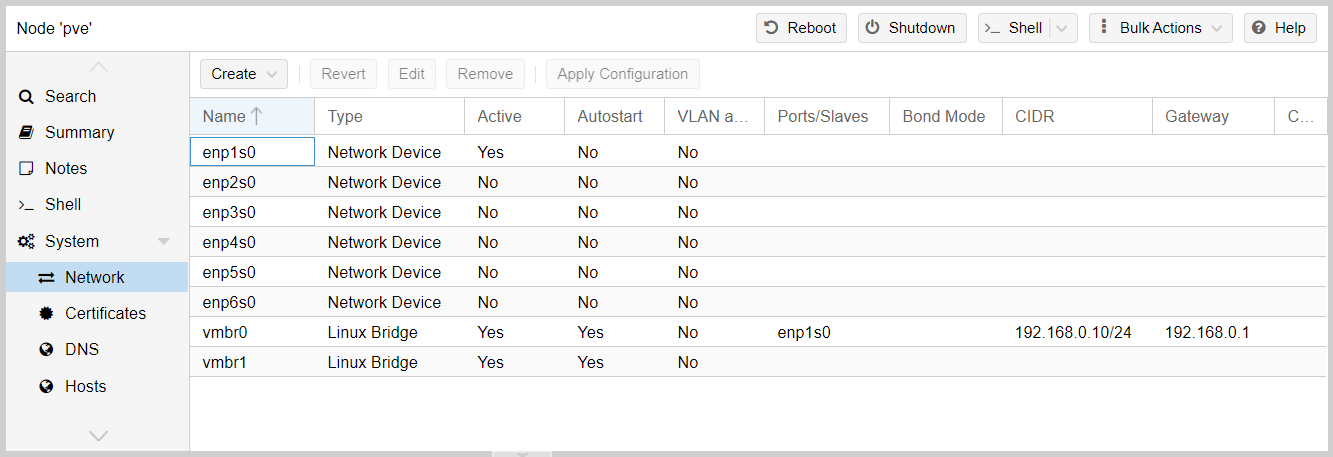 Node 'pve' Reboot Shutdown Shell Bulk Actions Help
Create Revert Edit Remove Apply Configuration
Search
Summary
Notes
Shell
System
Network
Certificates
DNS
Hosts
Name Type Active Autostart VLAN a... Ports/Slaves Bond Mode CIDR Gateway C...
enp1s0 Network Device Yes No No
enp2s0 Network Device No No No
enp3s0 Network Device No No No
enp4s0 Network Device No No No
enp5s0 Network Device No No No
enp6s0 Network Device No No No
vmbr0 Linux Bridge Yes Yes No enp1s0 192.168.0.10/24 192.168.0.1
vmbr1 Linux Bridge Yes Yes No